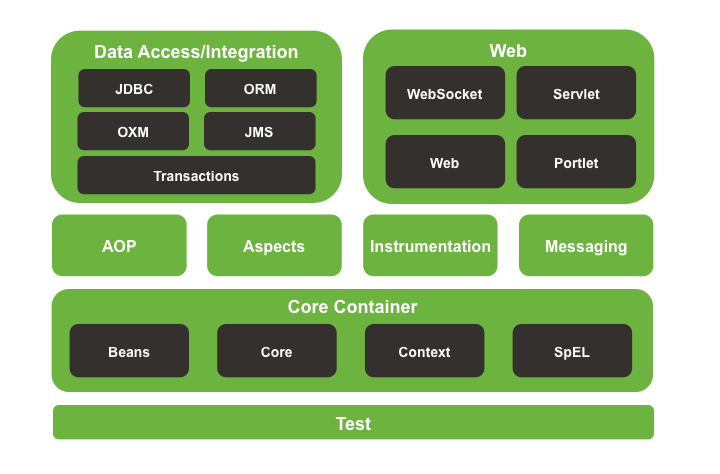 Data Access/Integration
JDBC
ORM
OXM
JMS
Transactions
Web
WebSocket
Servlet
Web
Portlet
AOP
Aspects
Instrumentation
Messaging
Core Container
Beans
Core
Context
SpEL
Test